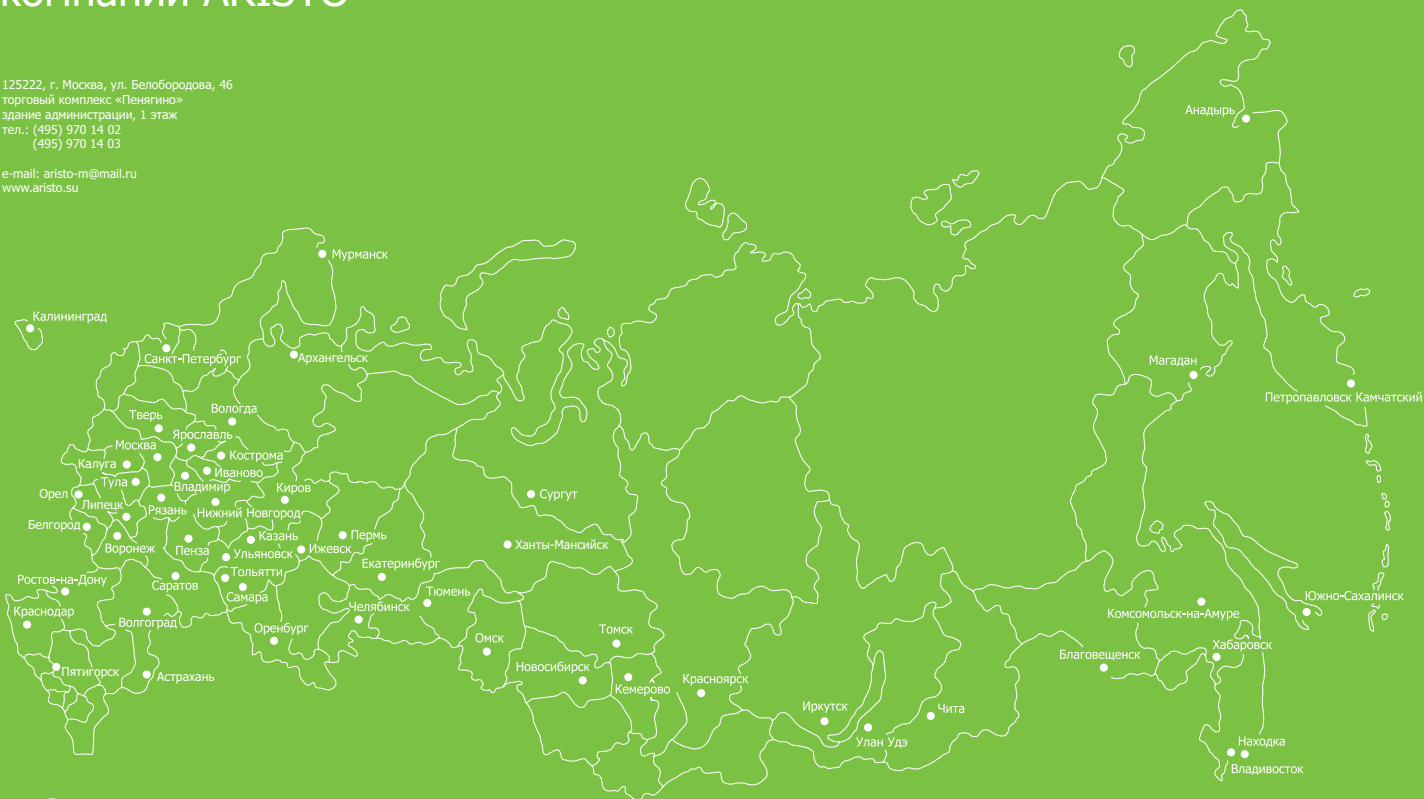 компании ARISTO
125222, г. Москва, ул. Белобородова, 46
торговый комплекс «Пенягино»
здание администрации, 1 этаж
тел.: (495) 970 14 02
(495) 970 14 03
e-mail: aristo-m@mail.ru
www.aristo.su
Анадырь
Мурманск
Калининград
Санкт-Петербург
Архангельск
Магадан
Петропавловск Камчатский
Вологда
Тверь
Ярославль
Москва
Кострома
Калуга
Иваново
Тула
Владимир
Киров
Орел
Сургут
Липецк
Рязань
Нижний Новгород
Белгород
Пермь
Казань
Воронеж
Пенза
Ульяновск
Ижевск
Ханты-Мансийск
Екатеринбург
Тольятти
Ростов-на-Дону
Саратов
Самара
Тюмень
Южно-Сахалинск
Краснодар
Челябинск
Комсомольск-на-Амуре
Волгоград
Оренбург
Томск
Омск
Хабаровск
Благовещенск
Новосибирск
Пятигорск
Астрахань
Красноярск
Кемерово
Иркутск
Чита
Улан Удэ
Находка
Владивосток